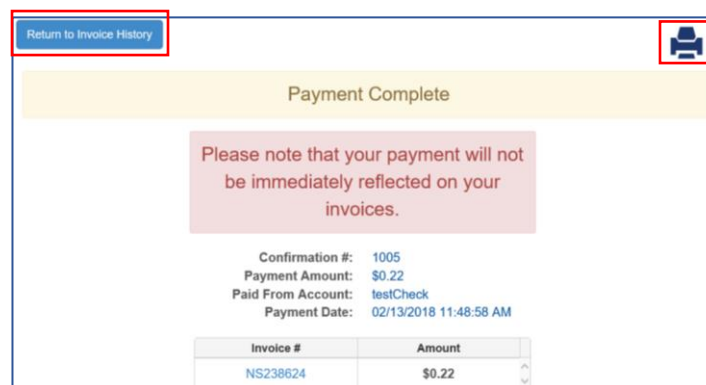 Return to Invoice History
Payment Complete
Please note that your payment will not
be immediately reflected on your
invoices.
Confirmation #: 1005
Payment Amount: $0.22
Paid From Account: testCheck
Payment Date: 02/13/2018 11:48:58 AM
Invoice # Amount
NS238624 $0.22